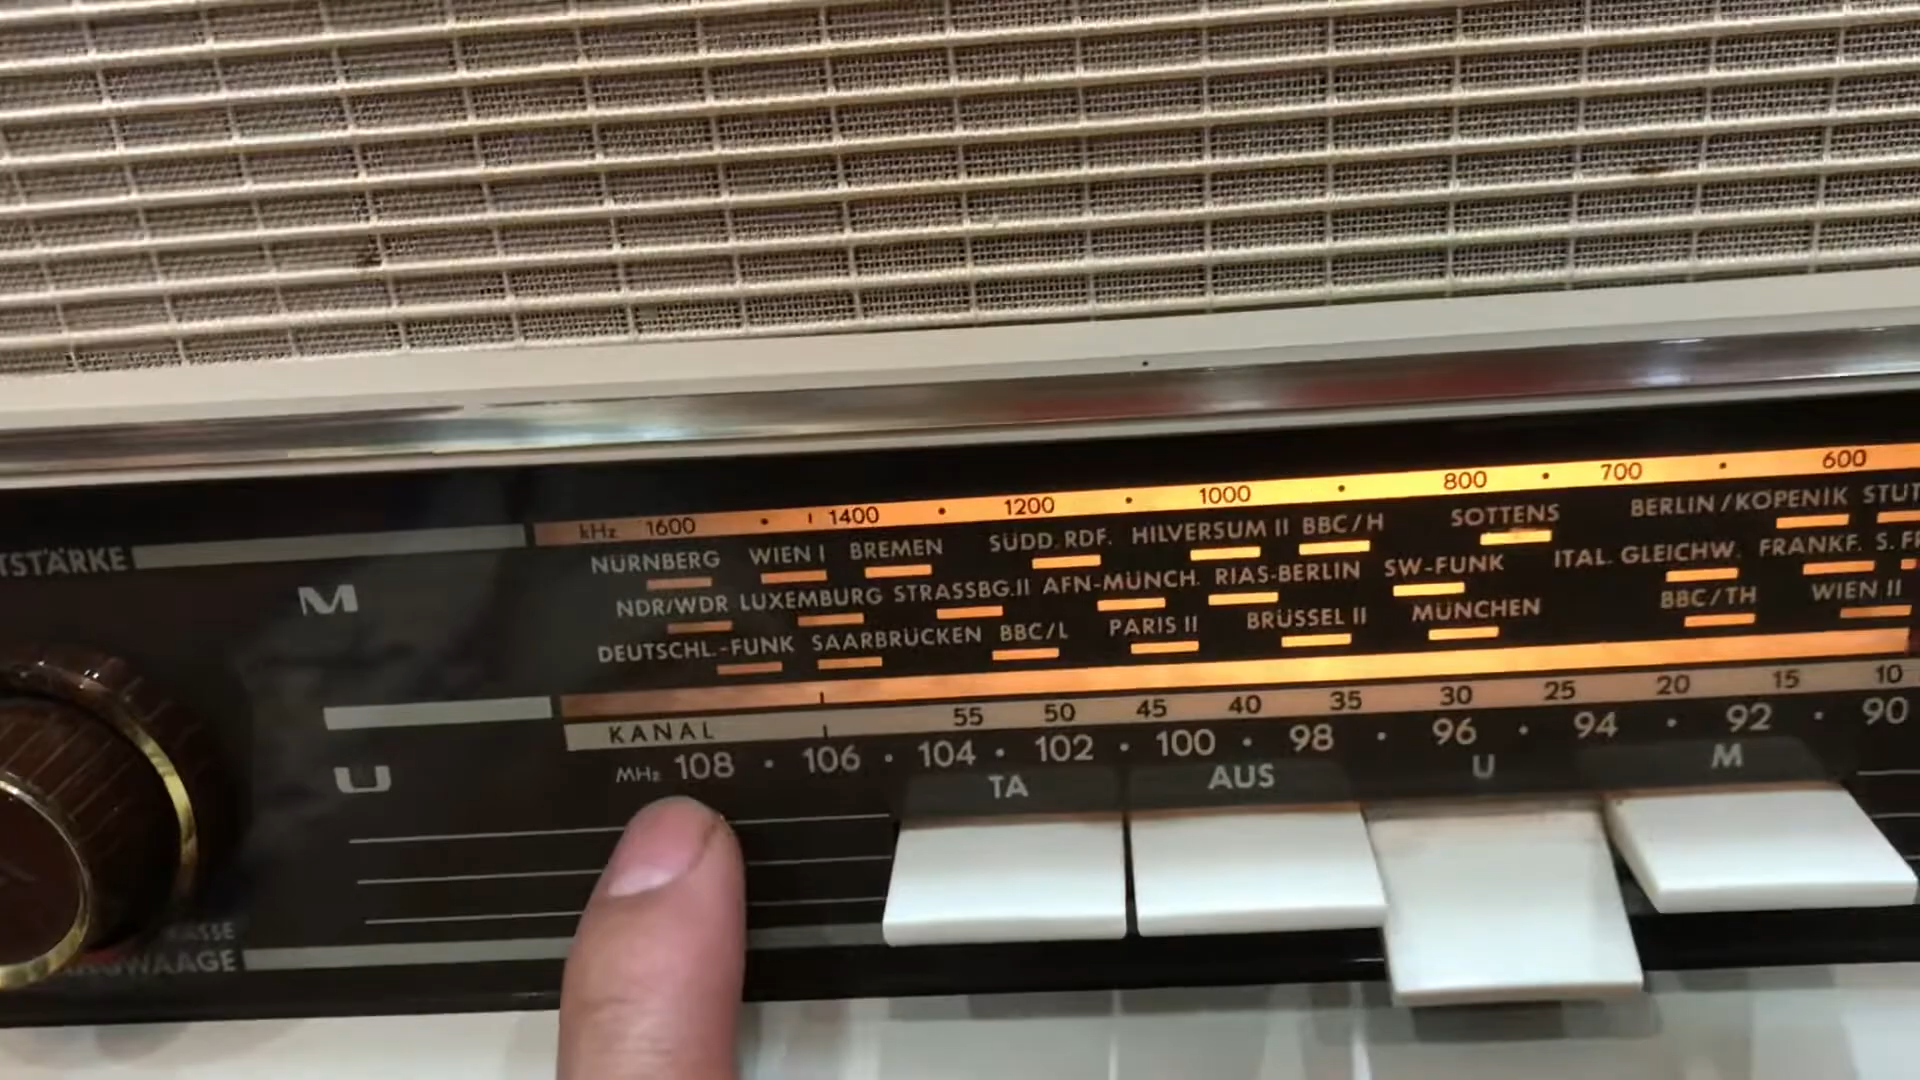 kHz 1600 1400 1200 1000 800 700 600
NÜRNBERG WIEN I BREMEN SÜDD. RDF. HILVERSUM II BBC/H SOTTENS BERLIN/KÖPENIK
NDR/WDR LUXEMBURG STRASSBG.II AFN-MÜNCH. RIAS-BERLIN SW-FUNK ITAL. GLEICHW. FRANKF.
DEUTSCHL.-FUNK SAARBRÜCKEN BBC/L PARIS II BRÜSSEL II MÜNCHEN BBC/TH WIEN II
M
KANAL 55 50 45 40 35 30 25 20 15 10
U
MHz 108 106 104 102 100 98 96 94 92 90
TA AUS U M